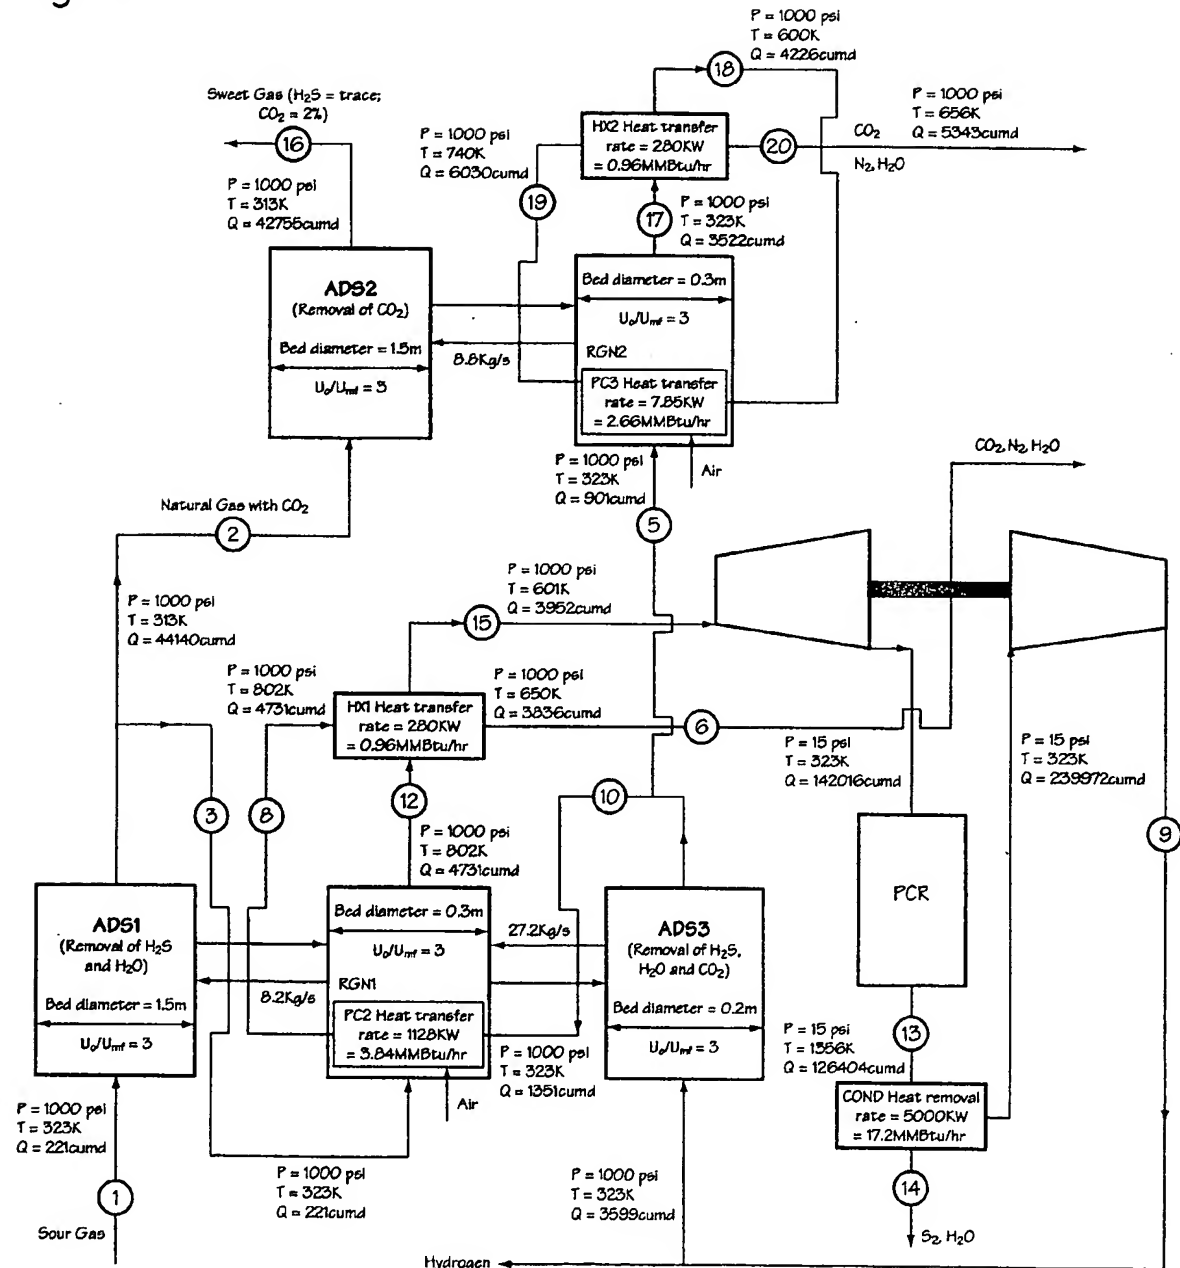 P = 1000 psi
T = 600K
Q = 4226cumd
18
Sweet Gas (H₂S = trace;
CO₂ = 2%)
16
P = 1000 psi
T = 740K
Q = 6030cumd
HX2 Heat transfer
rate = 280KW
= 0.96MMBtu/hr
20
CO₂
N₂, H₂O
P = 1000 psi
T = 656K
Q = 5343cumd
P = 1000 psi
T = 313K
Q = 42755cumd
19
17
P = 1000 psi
T = 323K
Q = 3522cumd
ADS2
(Removal of CO₂)
Bed diameter = 1.5m
U₀/Umf = 3
8.8Kg/s
Bed diameter = 0.3m
U₀/Umf = 3
RGN2
PC3 Heat transfer
rate = 7.85KW
= 2.66MMBtu/hr
Air
P = 1000 psi
T = 323K
Q = 901cumd
5
CO₂, N₂, H₂O
Natural Gas with CO₂
2
P = 1000 psi
T = 313K
Q = 44140cumd
P = 1000 psi
T = 601K
Q = 3952cumd
15
P = 1000 psi
T = 802K
Q = 4731cumd
HX1 Heat transfer
rate = 280KW
= 0.96MMBtu/hr
P = 1000 psi
T = 650K
Q = 3836cumd
6
P = 15 psi
T = 323K
Q = 142016cumd
P = 15 psi
T = 323K
Q = 239972cumd
3
8
12
10
9
P = 1000 psi
T = 802K
Q = 4731cumd
PCR
ADS1
(Removal of H₂S
and H₂O)
Bed diameter = 1.5m
U₀/Umf = 3
8.2Kg/s
Bed diameter = 0.3m
U₀/Umf = 3
RGN1
PC2 Heat transfer
rate = 1128KW
= 3.84MMBtu/hr
Air
27.2Kg/s
ADS3
(Removal of H₂S,
H₂O and CO₂)
Bed diameter = 0.2m
U₀/Umf = 3
P = 1000 psi
T = 323K
Q = 1351cumd
13
P = 15 psi
T = 1356K
Q = 126404cumd
COND Heat removal
rate = 5000KW
= 17.2MMBtu/hr
14
S₂, H₂O
P = 1000 psi
T = 323K
Q = 221cumd
1
Sour Gas
P = 1000 psi
T = 323K
Q = 221cumd
P = 1000 psi
T = 323K
Q = 3599cumd
Hydrogen